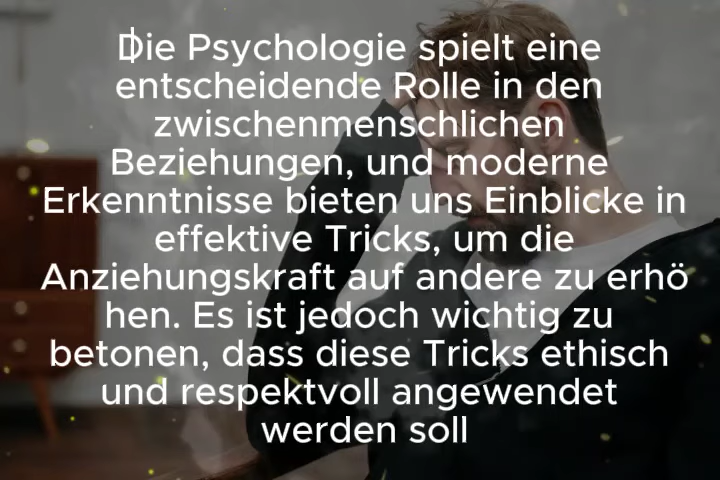 Die Psychologie spielt eine
entscheidende Rolle in den
zwischenmenschlichen
Beziehungen, und moderne
Erkenntnisse bieten uns Einblicke in
effektive Tricks, um die
Anziehungskraft auf andere zu erhö
hen. Es ist jedoch wichtig zu
betonen, dass diese Tricks ethisch
und respektvoll angewendet
werden soll